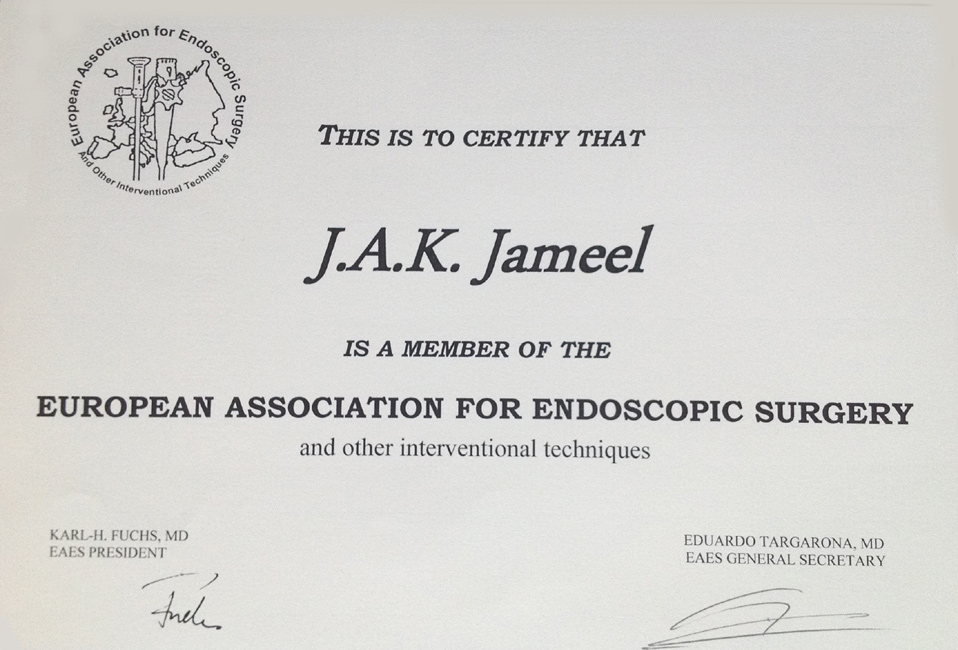 European Association for Endoscopic Surgery
And Other Interventional Techniques
THIS IS TO CERTIFY THAT
J.A.K. Jameel
IS A MEMBER OF THE
EUROPEAN ASSOCIATION FOR ENDOSCOPIC SURGERY
and other interventional techniques
KARL-H. FUCHS, MD
EAES PRESIDENT
Fuchs
EDUARDO TARGARONA, MD
EAES GENERAL SECRETARY